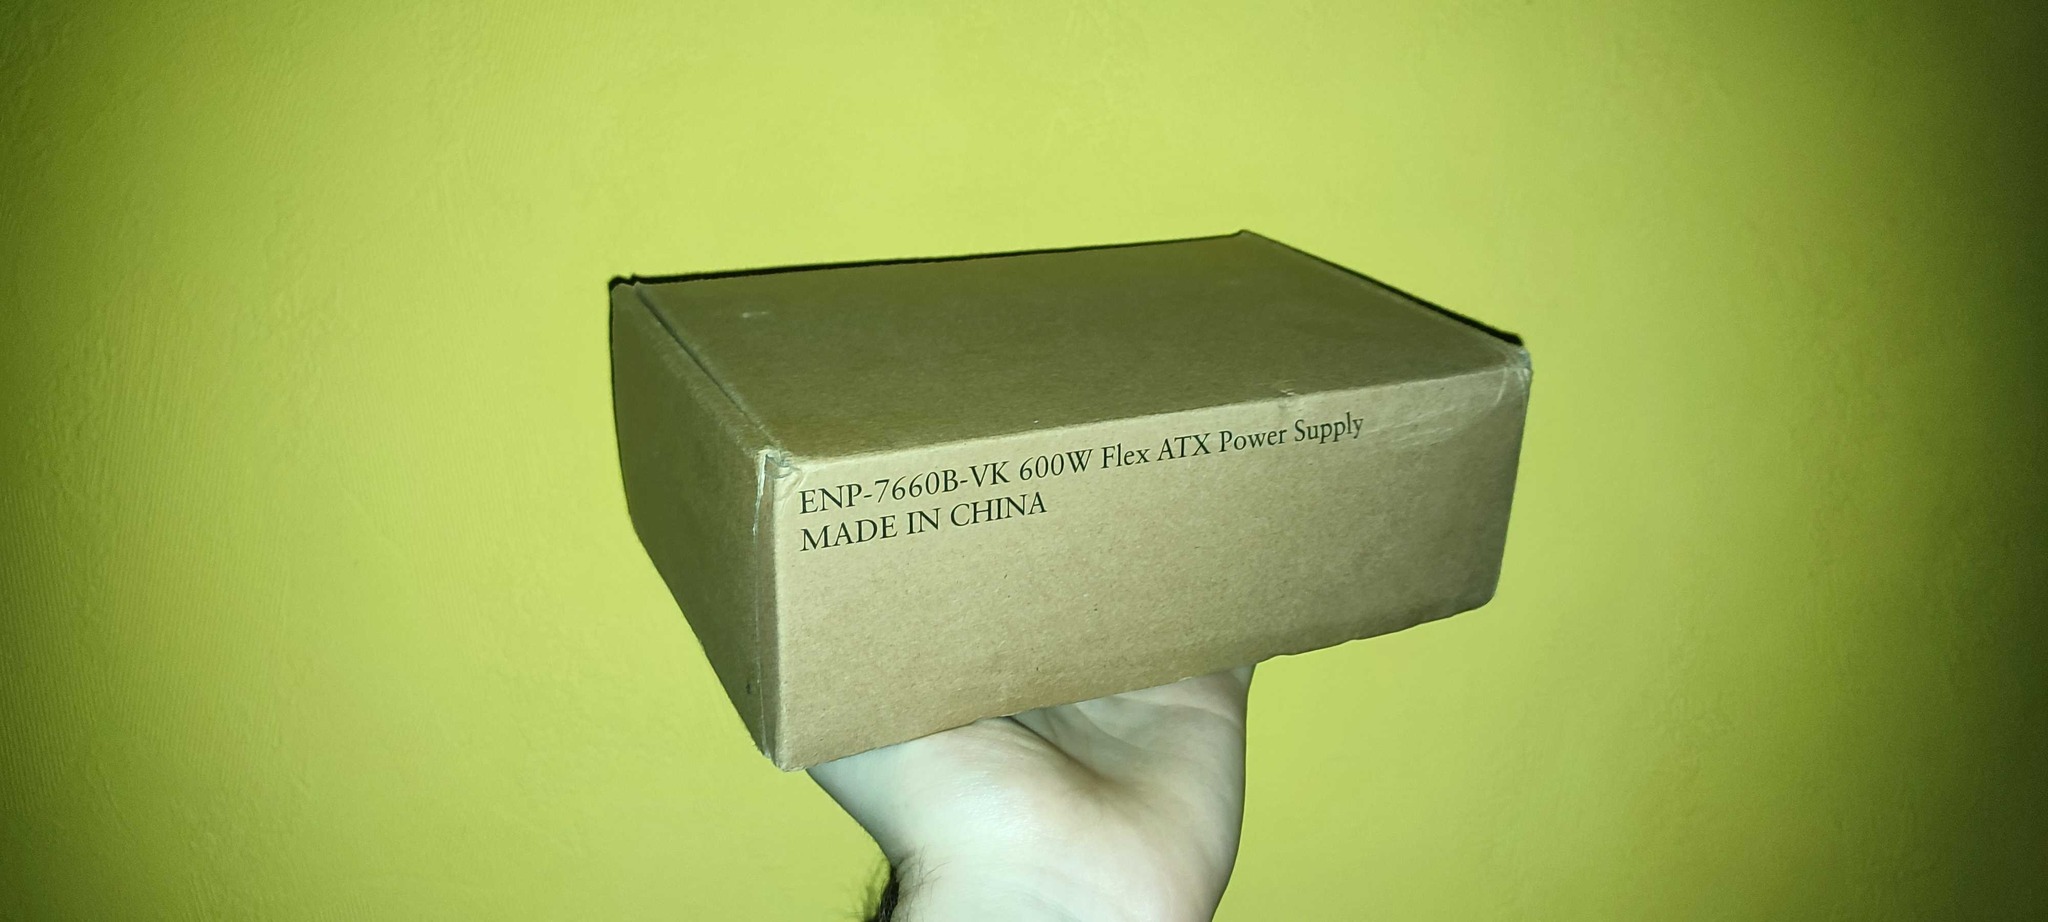 ENP-7660B-VK 600W Flex ATX Power Supply
MADE IN CHINA